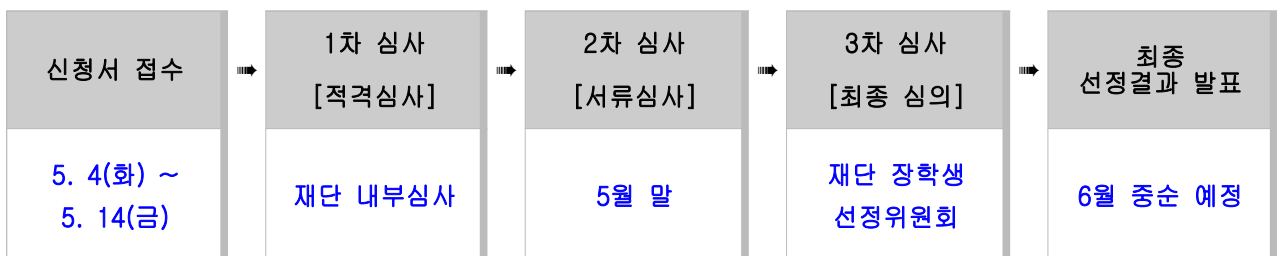 신청서 접수
➠
1차 심사
[적격심사]
➠
2차 심사
[서류심사]
➠
3차 심사
[최종 심의]
➠
최종
선정결과 발표
5. 4(화) ~
5. 14(금)
재단 내부심사
5월 말
재단 장학생
선정위원회
6월 중순 예정